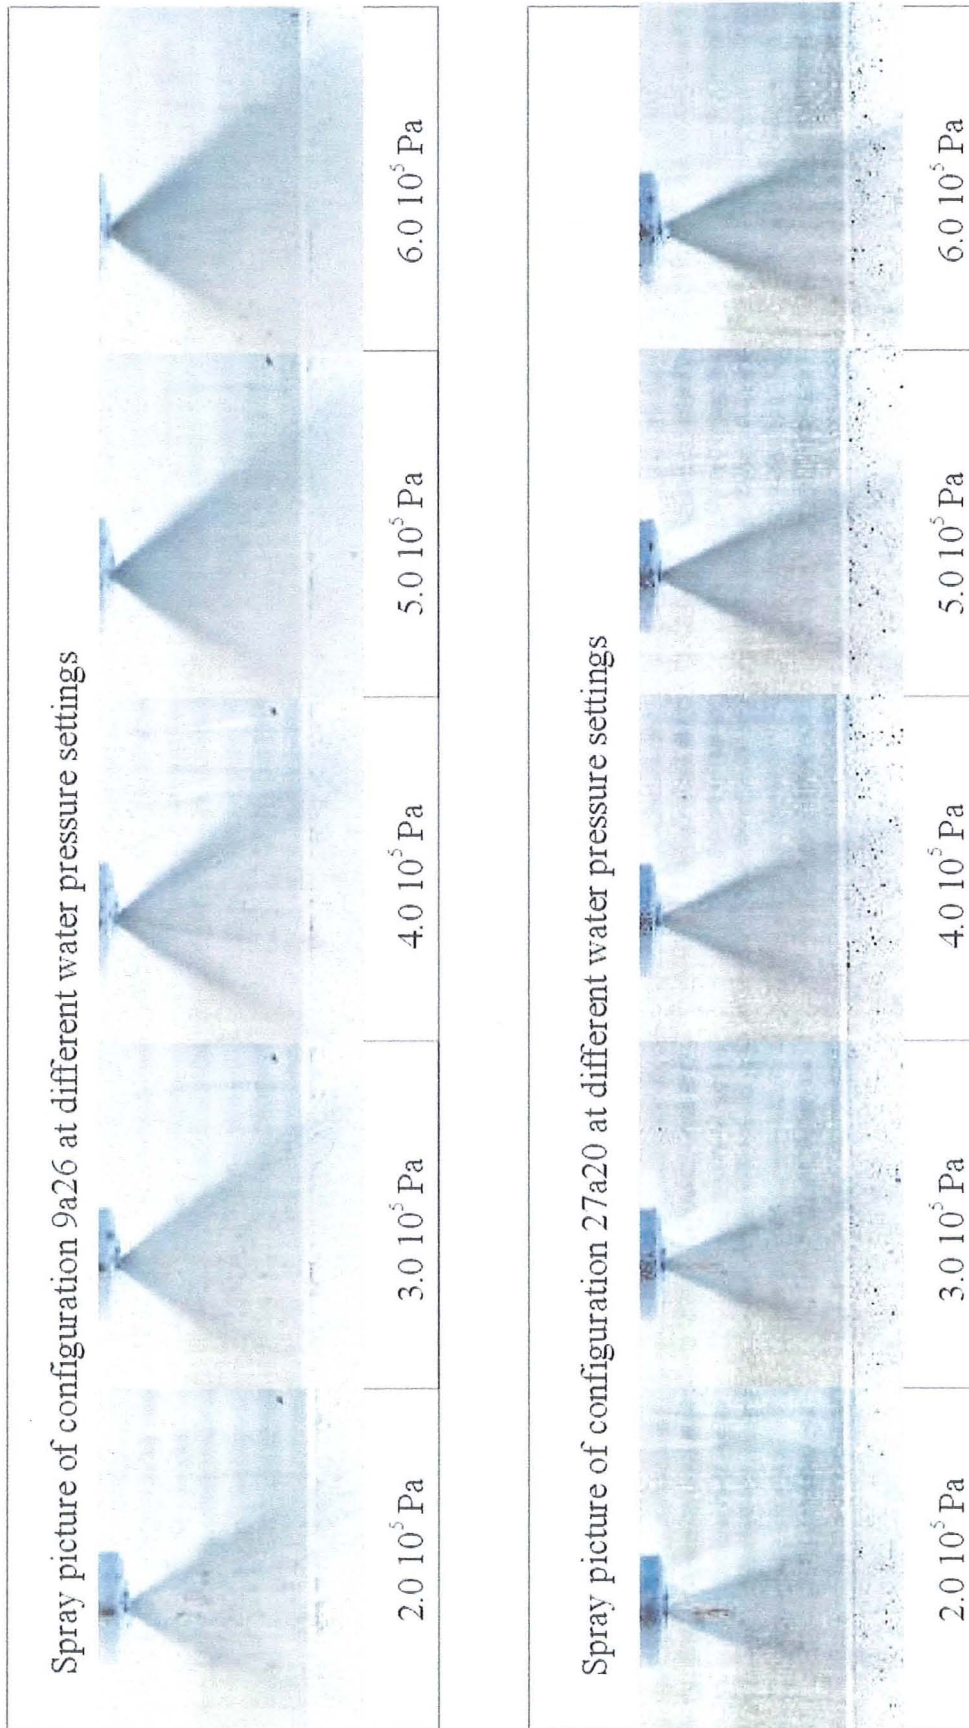 Spray picture of configuration 9a26 at different water pressure settings
2.0 10⁵ Pa
3.0 10⁵ Pa
4.0 10⁵ Pa
5.0 10⁵ Pa
6.0 10⁵ Pa
Spray picture of configuration 27a20 at different water pressure settings
2.0 10⁵ Pa
3.0 10⁵ Pa
4.0 10⁵ Pa
5.0 10⁵ Pa
6.0 10⁵ Pa